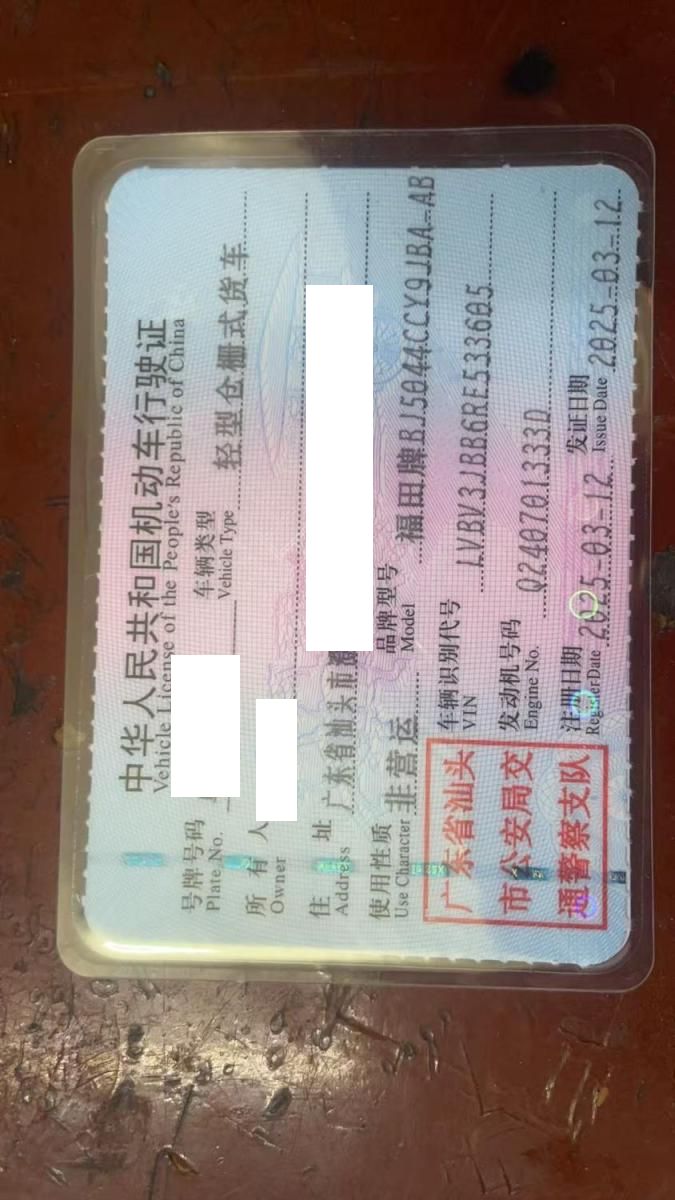 中华人民共和国机动车行驶证
Vehicle License of the People's Republic of China
号牌号码 Plate No. 车辆类型 Vehicle Type 轻型仓栅式货车
所有人 Owner
住址 Address 广东省汕头市
使用性质 Use Character 非营运 品牌型号 Model 福田牌BJ5044CCY9JBA-AB
车辆识别代号 VIN LVBV3JBB6RE533605
发动机号码 Engine No. Q240701333D
注册日期 Register Date 2025-03-12 发证日期 Issue Date 2025-03-12
广东省汕头
市公安局交
通警察支队